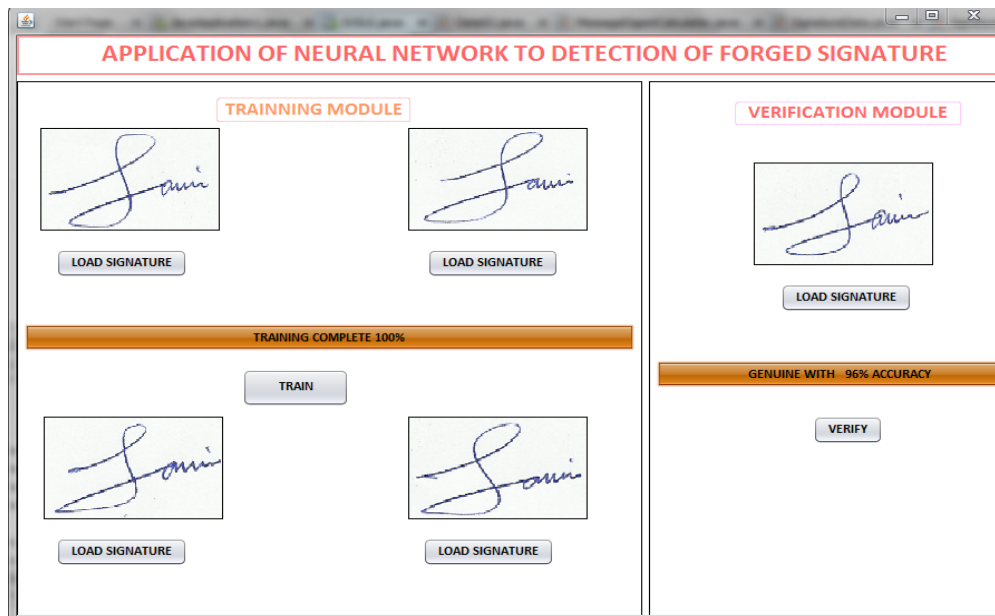 APPLICATION OF NEURAL NETWORK TO DETECTION OF FORGED SIGNATURE
TRAINNING MODULE
LOAD SIGNATURE
LOAD SIGNATURE
TRAINING COMPLETE 100%
TRAIN
LOAD SIGNATURE
LOAD SIGNATURE
VERIFICATION MODULE
LOAD SIGNATURE
GENUINE WITH 96% ACCURACY
VERIFY